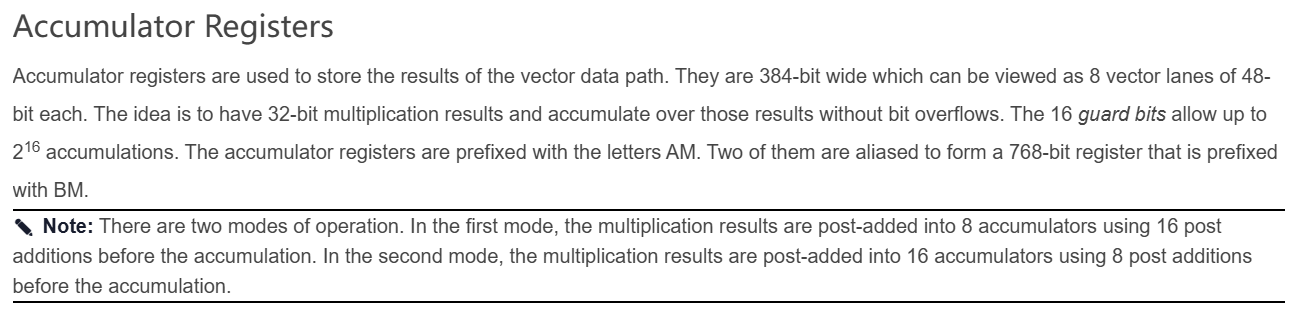 Accumulator Registers
Accumulator registers are used to store the results of the vector data path. They are 384-bit wide which can be viewed as 8 vector lanes of 48-
bit each. The idea is to have 32-bit multiplication results and accumulate over those results without bit overflows. The 16 guard bits allow up to
2¹⁶ accumulations. The accumulator registers are prefixed with the letters AM. Two of them are aliased to form a 768-bit register that is prefixed
with BM.
Note: There are two modes of operation. In the first mode, the multiplication results are post-added into 8 accumulators using 16 post
additions before the accumulation. In the second mode, the multiplication results are post-added into 16 accumulators using 8 post additions
before the accumulation.